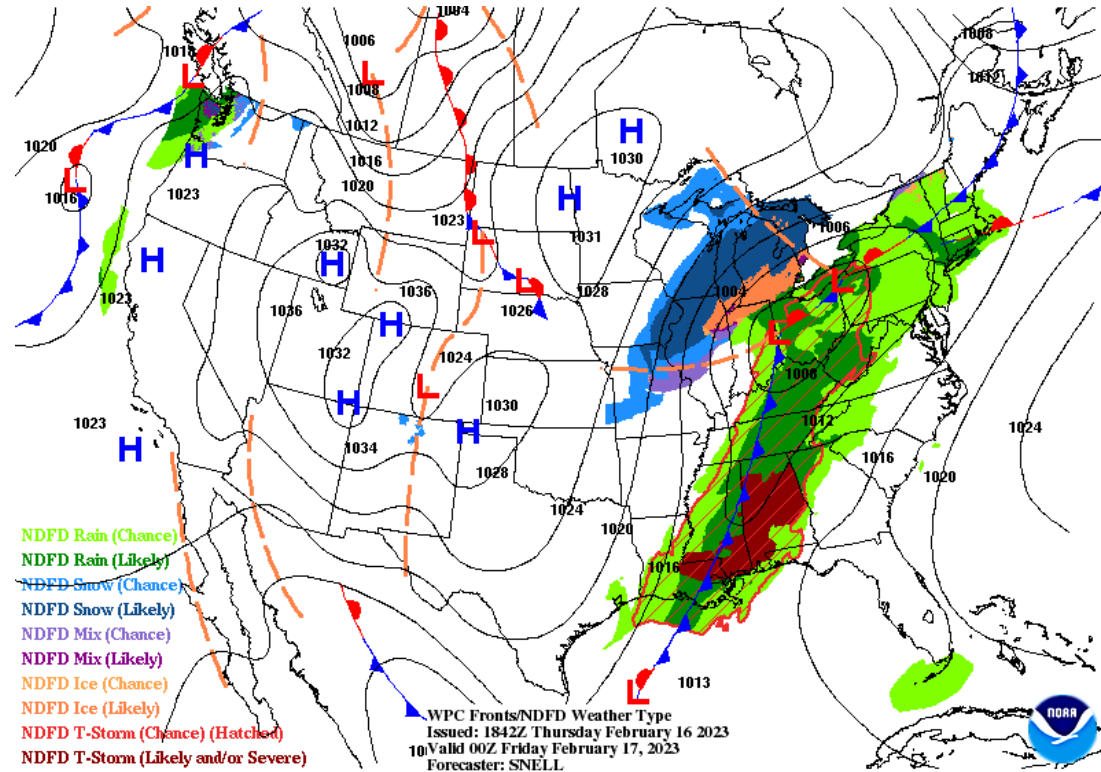 1004
1008
1018
1006
1012
1008
L
L
1012
H
1020
1016
H
1030
1020
L
1016
1023
1023
1031
1006
L
1032
H
H
1036
1028
L
1026
1004
L
1023
1036
H
L
1032
1024
1008
L
H
1030
1012
H
1023
H
1034
1028
1016
1024
1020
1024
1020
1016
NDFD Rain (Chance)
NDFD Rain (Likely)
NDFD Snow (Chance)
NDFD Snow (Likely)
NDFD Mix (Chance)
NDFD Mix (Likely)
NDFD Ice (Chance)
NDFD Ice (Likely)
NDFD T-Storm (Chance) (Hatched)
NDFD T-Storm (Likely and/or Severe)
L
1013
WPC Fronts/NDFD Weather Type
Issued: 1842Z Thursday February 16 2023
Valid 00Z Friday February 17, 2023
Forecaster: SNELL
NOAA